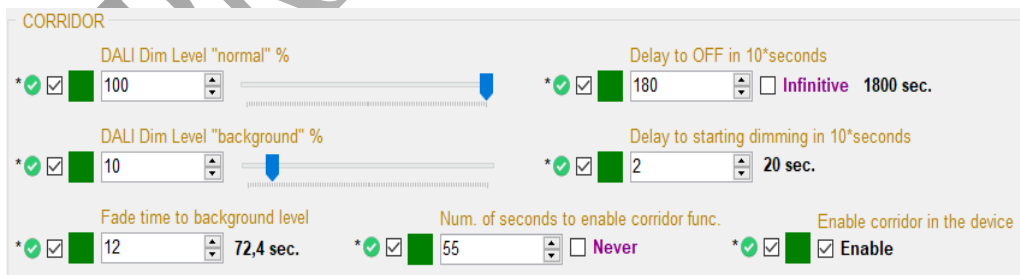 CORRIDOR
DALI Dim Level "normal" % Delay to OFF in 10*seconds
* 100 * 180 Infinitive 1800 sec.
DALI Dim Level "background" % Delay to starting dimming in 10*seconds
* 10 * 2 20 sec.
Fade time to background level Num. of seconds to enable corridor func. Enable corridor in the device
* 12 72,4 sec. * 55 Never * Enable